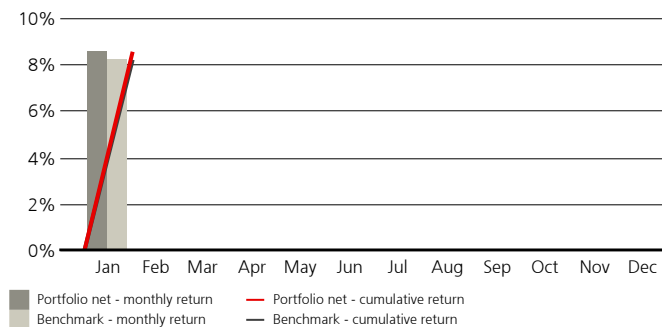 10%
8%
6%
4%
2%
0%
Jan Feb Mar Apr May Jun Jul Aug Sep Oct Nov Dec
Portfolio net - monthly return Portfolio net - cumulative return
Benchmark - monthly return Benchmark - cumulative return